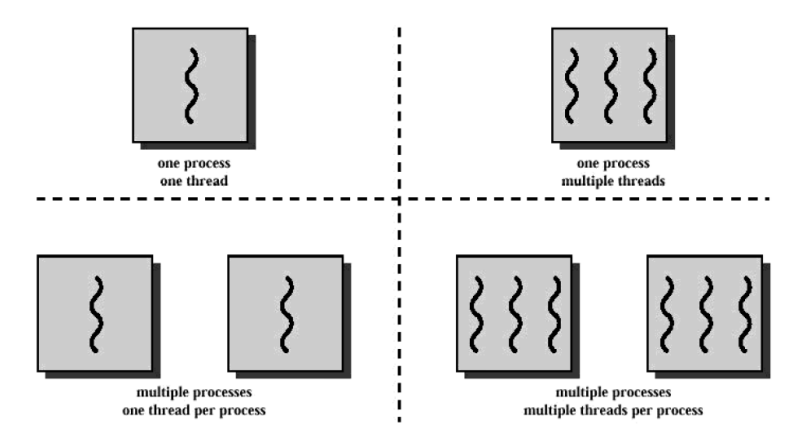 one process
one thread
one process
multiple threads
multiple processes
one thread per process
multiple processes
multiple threads per process